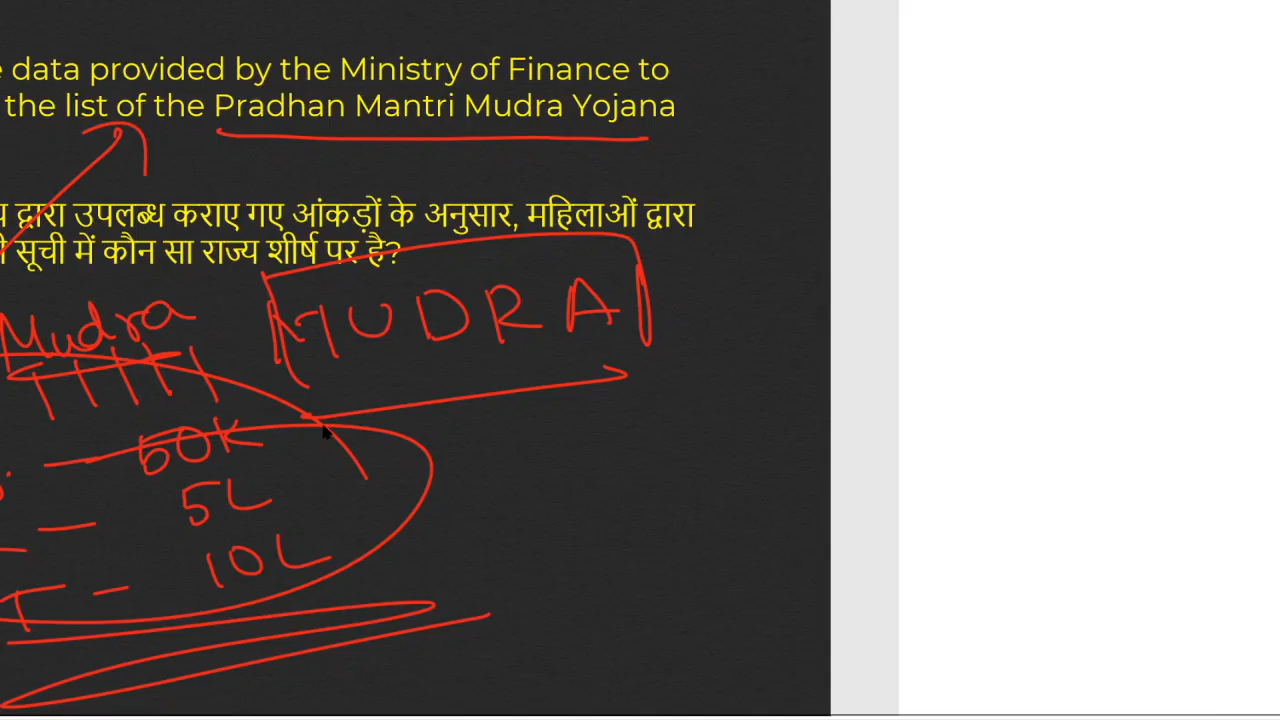 data provided by the Ministry of Finance to
the list of the Pradhan Mantri Mudra Yojana
द्वारा उपलब्ध कराए गए आंकड़ों के अनुसार, महिलाओं द्वारा
सूची में कौन सा राज्य शीर्ष पर है?
Mudra
MUDRA
50K
5L
10L